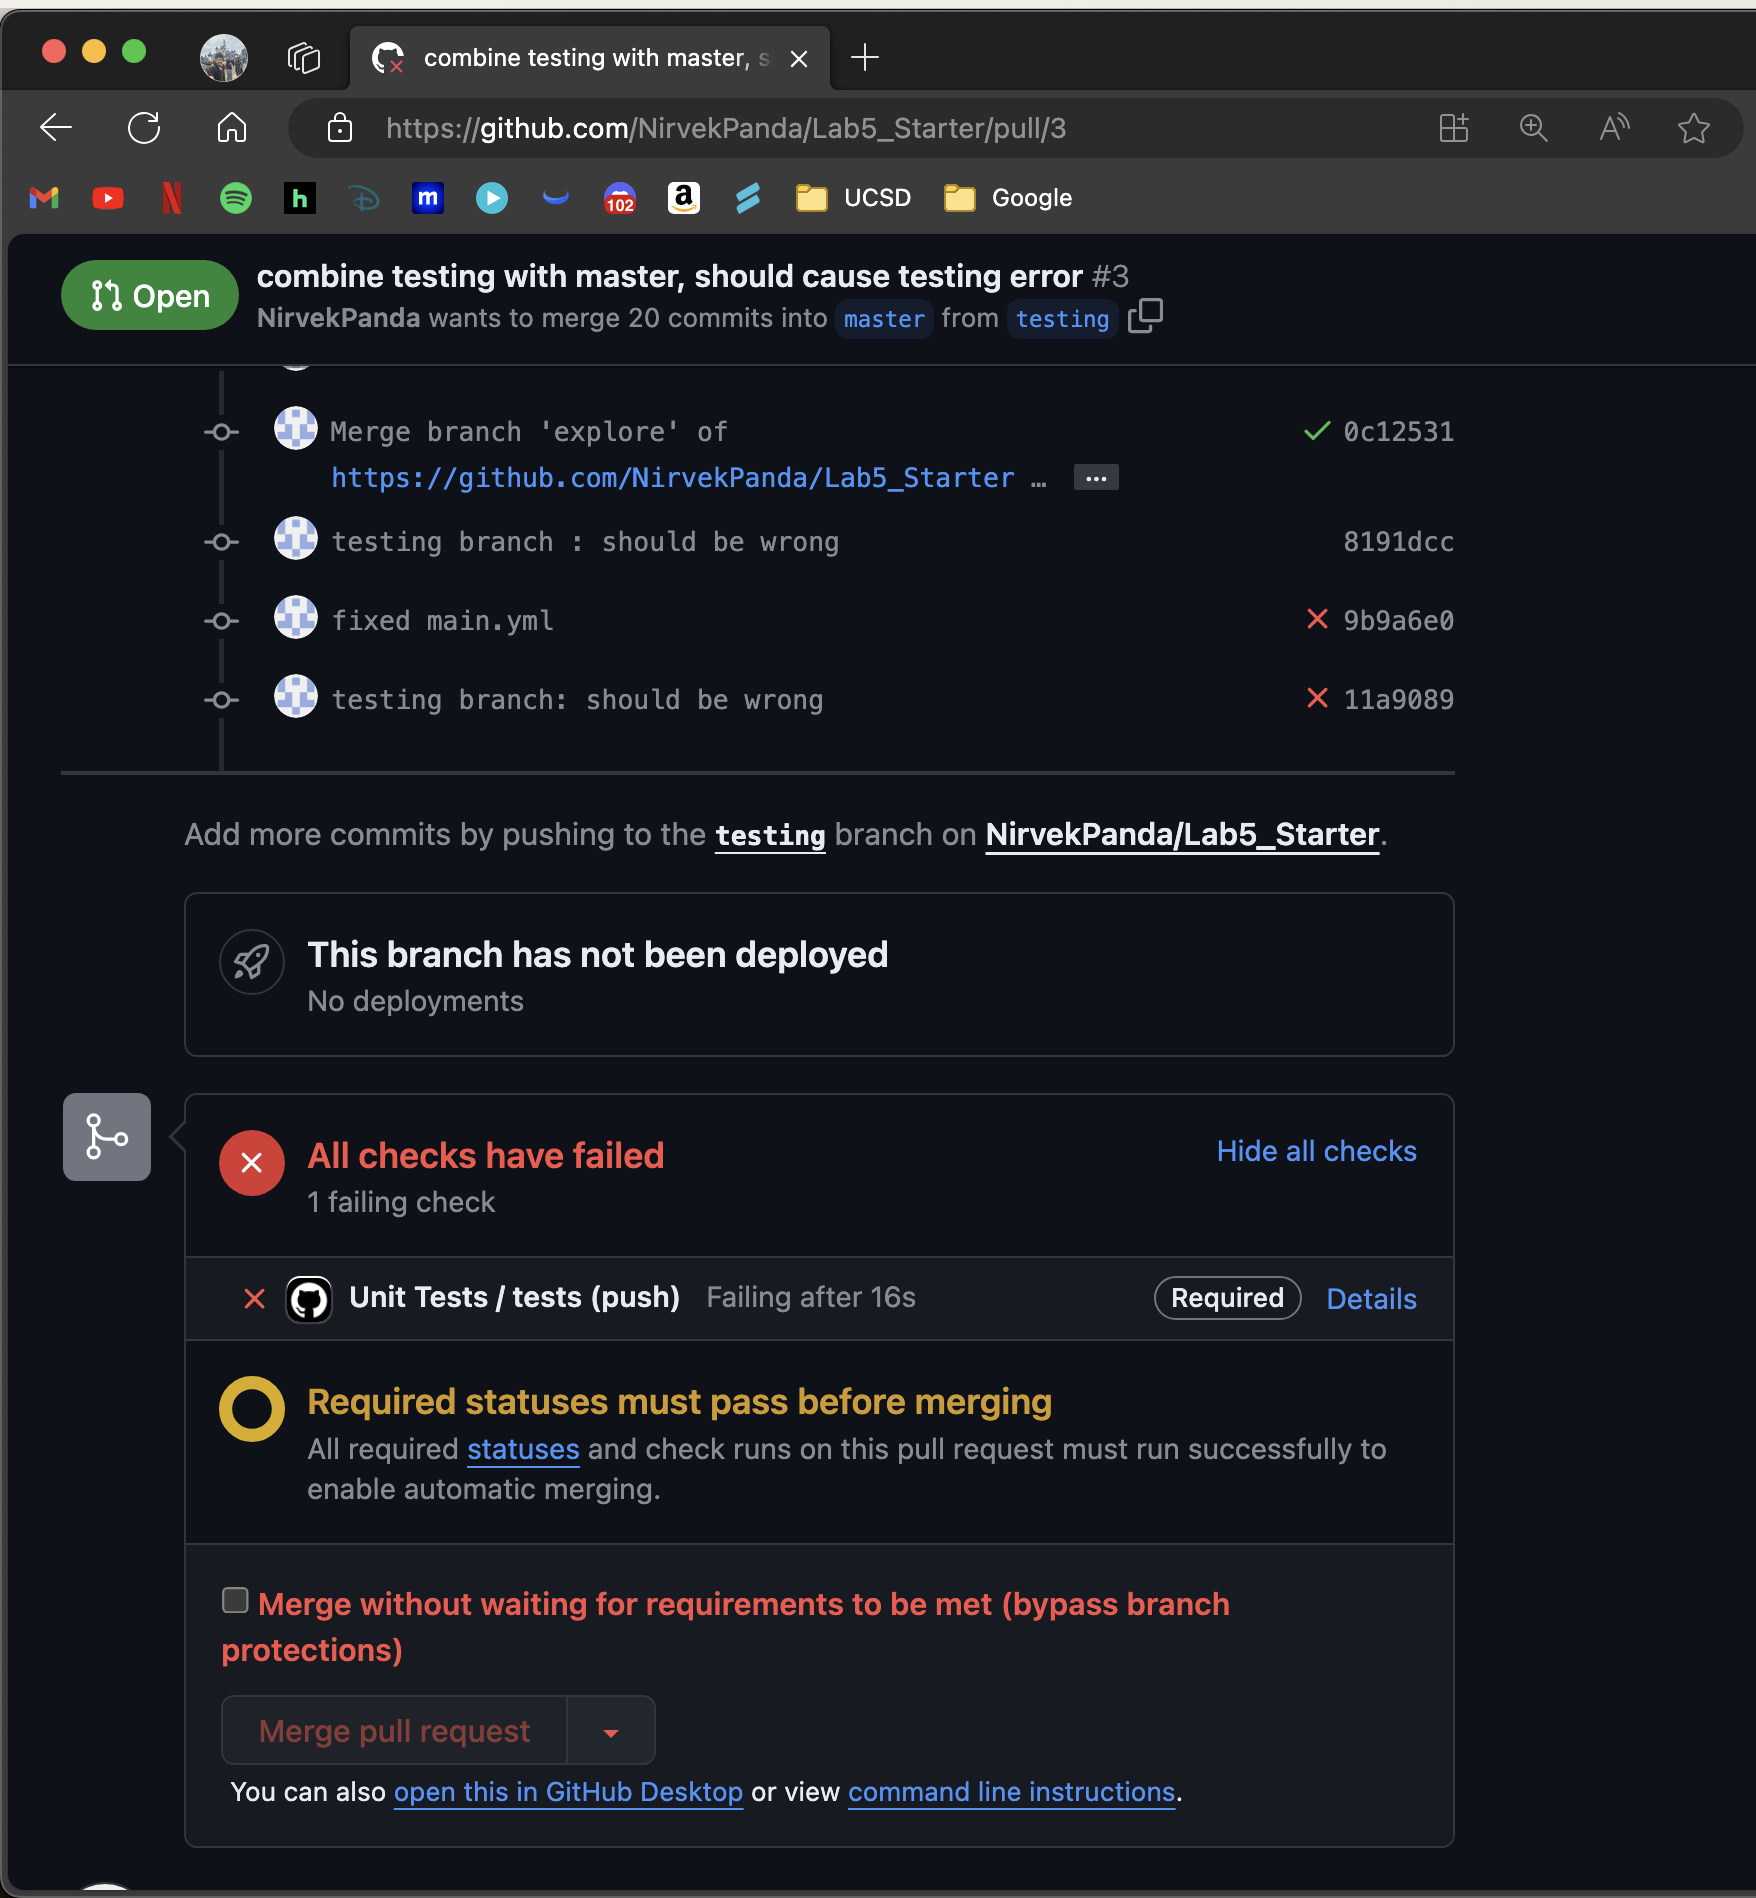 combine testing with master, s
https://github.com/NirvekPanda/Lab5_Starter/pull/3
h
m
102
a
UCSD
Google
Open
combine testing with master, should cause testing error #3
NirvekPanda wants to merge 20 commits into master from testing
Merge branch 'explore' of
0c12531
https://github.com/NirvekPanda/Lab5_Starter … ...
testing branch : should be wrong
8191dcc
fixed main.yml
9b9a6e0
testing branch: should be wrong
11a9089
Add more commits by pushing to the testing branch on NirvekPanda/Lab5_Starter.
This branch has not been deployed
No deployments
All checks have failed
Hide all checks
1 failing check
Unit Tests / tests (push) Failing after 16s
Required
Details
Required statuses must pass before merging
All required statuses and check runs on this pull request must run successfully to
enable automatic merging.
Merge without waiting for requirements to be met (bypass branch
protections)
Merge pull request
You can also open this in GitHub Desktop or view command line instructions.